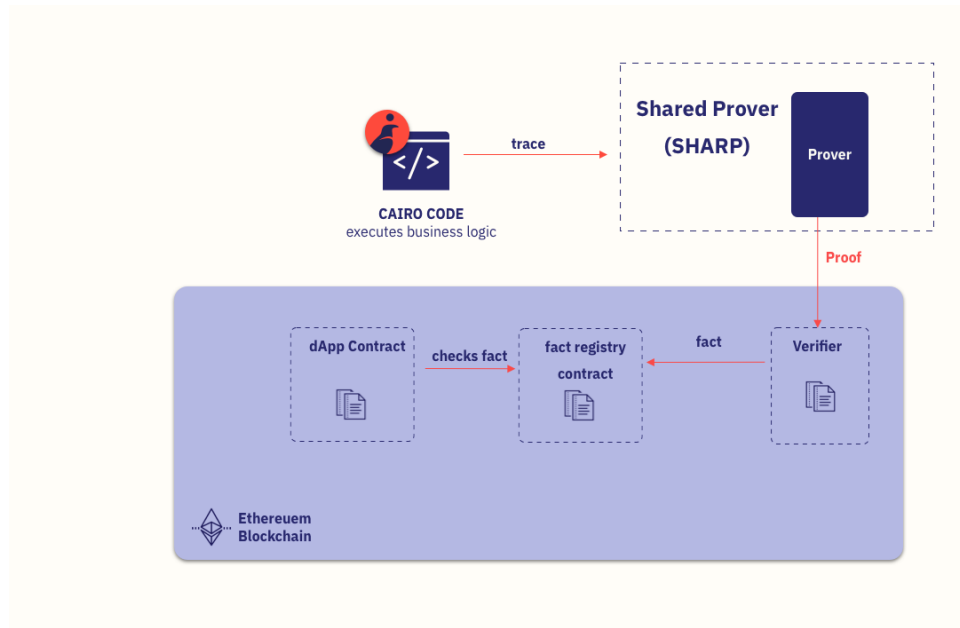 Shared Prover
(SHARP)
Prover
trace
</>
CAIRO CODE
executes business logic
Proof
dApp Contract
checks fact
fact registry
contract
fact
Verifier
Ethereuem
Blockchain